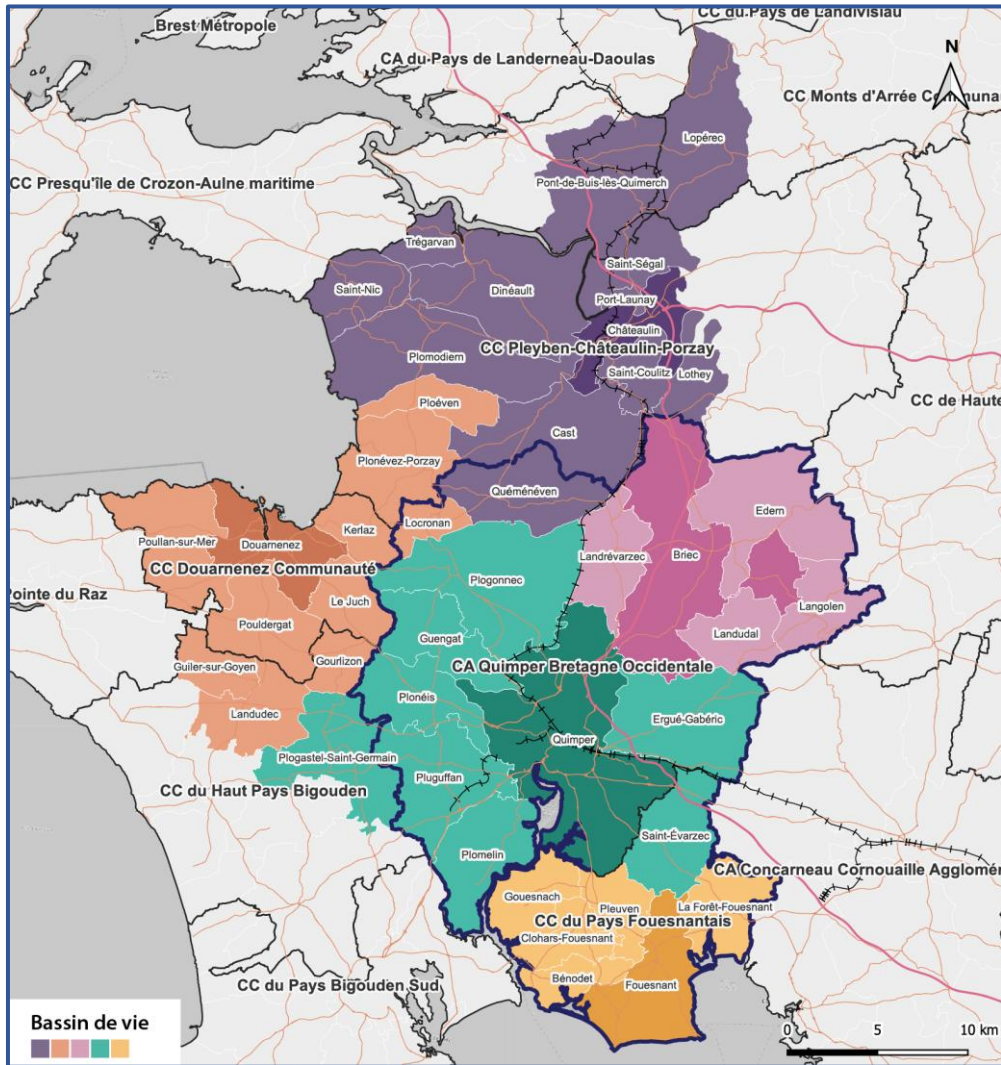 CC du Pays de Landivisiau
Brest Métropole
CA du Pays de Landerneau-Daoulas
N
CC Monts d'Arrée Communau
Lopérec
CC Presqu'île de Crozon-Aulne maritime
Pont-de-Buis-lès-Quimerch
Trégarvan
Saint-Ségal
Saint-Nic
Dinéault
Port-Launay
Châteaulin
CC Pleyben-Châteaulin-Porzay
Plomodiern
Saint-Coulitz
Lothey
Ploéven
CC de Haute
Cast
Plonévez-Porzay
Quéménéven
Edern
Locronan
Kerlaz
Poullan-sur-Mer
Douarnenez
Landrévarzec
Briec
CC Douarnenez Communauté
Plogonnec
Pointe du Raz
Le Juch
Langolen
Pouldergat
Guengat
Landudal
Guiler-sur-Goyen
Gourlizon
CA Quimper Bretagne Occidentale
Plonéis
Landudec
Ergué-Gabéric
Quimper
Plogastel-Saint-Germain
Pluguffan
CC du Haut Pays Bigouden
Saint-Évarzec
Plomelin
CA Concarneau Cornouaille Agglomér
Gouesnach
Pleuven
La Forêt-Fouesnant
CC du Pays Fouesnantais
Clohars-Fouesnant
Bénodet
Fouesnant
CC du Pays Bigouden Sud
Bassin de vie
0 5 10 km